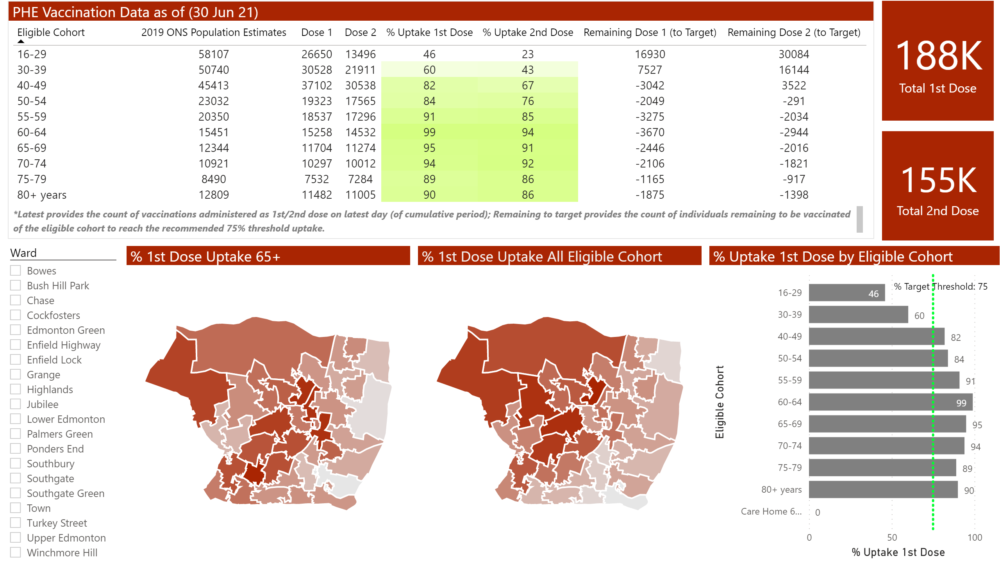 PHE Vaccination Data as of (30 Jun 21)
Eligible Cohort 2019 ONS Population Estimates Dose 1 Dose 2 % Uptake 1st Dose % Uptake 2nd Dose Remaining Dose 1 (to Target) Remaining Dose 2 (to Target)
16-29 58107 26650 13496 46 23 16930 30084
30-39 50740 30528 21911 60 43 7527 16144
40-49 45413 37102 30538 82 67 -3042 3522
50-54 23032 19323 17565 84 76 -2049 -291
55-59 20350 18537 17296 91 85 -3275 -2034
60-64 15451 15258 14532 99 94 -3670 -2944
65-69 12344 11704 11274 95 91 -2446 -2016
70-74 10921 10297 10012 94 92 -2106 -1821
75-79 8490 7532 7284 89 86 -1165 -917
80+ years 12809 11482 11005 90 86 -1875 -1398
*Latest provides the count of vaccinations administered as 1st/2nd dose on latest day (of cumulative period); Remaining to target provides the count of individuals remaining to be vaccinated
of the eligible cohort to reach the recommended 75% threshold uptake.
188K
Total 1st Dose
155K
Total 2nd Dose
Ward
Bowes
Bush Hill Park
Chase
Cockfosters
Edmonton Green
Enfield Highway
Enfield Lock
Grange
Highlands
Jubilee
Lower Edmonton
Palmers Green
Ponders End
Southbury
Southgate
Southgate Green
Town
Turkey Street
Upper Edmonton
Winchmore Hill
% 1st Dose Uptake 65+
% 1st Dose Uptake All Eligible Cohort
% Uptake 1st Dose by Eligible Cohort
% Target Threshold: 75
Eligible Cohort
16-29 46
30-39 60
40-49 82
50-54 84
55-59 91
60-64 99
65-69 95
70-74 94
75-79 89
80+ years 90
Care Home 6... 0
0 50 100
% Uptake 1st Dose